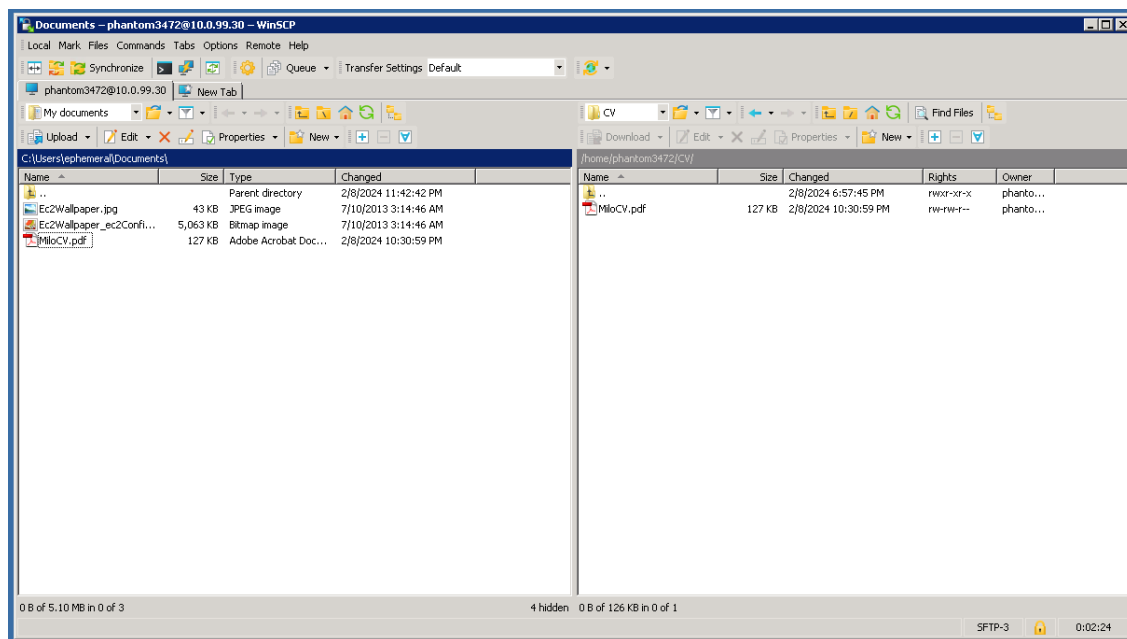 Documents – phantom3472@10.0.99.30 – WinSCP
Local Mark Files Commands Tabs Options Remote Help
Synchronize Queue Transfer Settings Default
phantom3472@10.0.99.30 New Tab
My documents CV Find Files
Upload Edit Properties New Download Edit Properties New
C:\Users\ephemeral\Documents\ /home/phantom3472/CV/
Name Size Type Changed Name Size Changed Rights Owner
.. Parent directory 2/8/2024 11:42:42 PM .. 2/8/2024 6:57:45 PM rwxr-xr-x phanto...
Ec2Wallpaper.jpg 43 KB JPEG image 7/10/2013 3:14:46 AM MiloCV.pdf 127 KB 2/8/2024 10:30:59 PM rw-rw-r-- phanto...
Ec2Wallpaper_ec2Confi... 5,063 KB Bitmap image 7/10/2013 3:14:46 AM
MiloCV.pdf 127 KB Adobe Acrobat Doc... 2/8/2024 10:30:59 PM
0 B of 5.10 MB in 0 of 3 4 hidden 0 B of 126 KB in 0 of 1
SFTP-3 0:02:24